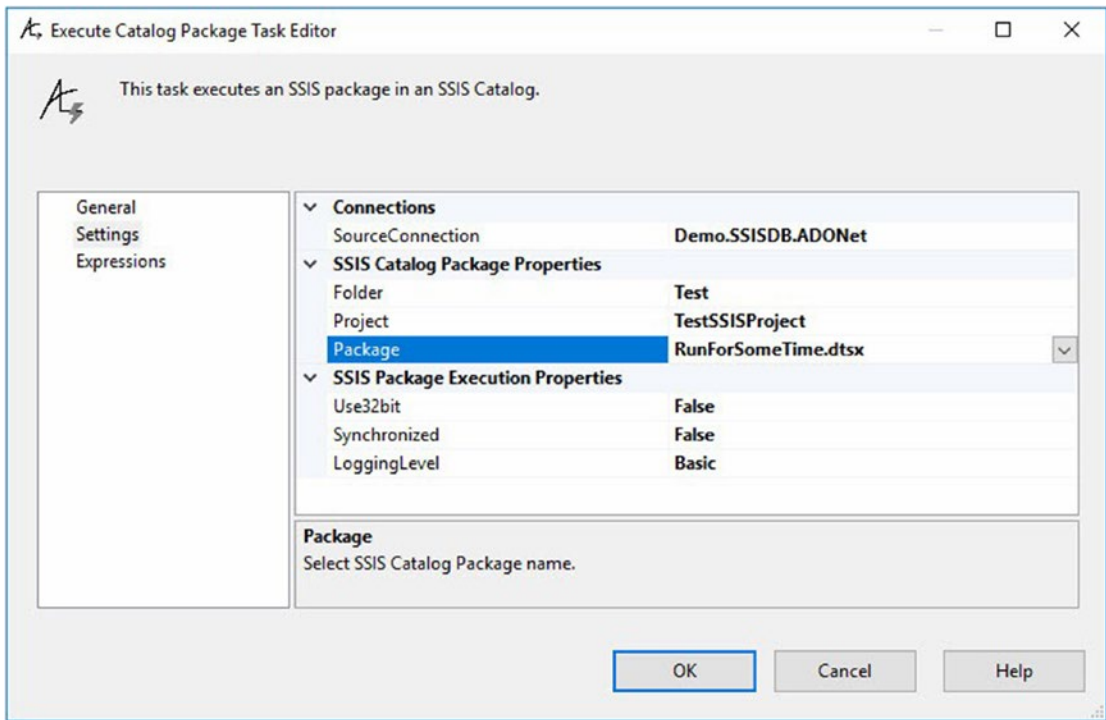 Execute Catalog Package Task Editor
This task executes an SSIS package in an SSIS Catalog.
General
Settings
Expressions
Connections
SourceConnection Demo.SSISDB.ADONet
SSIS Catalog Package Properties
Folder Test
Project TestSSISProject
Package RunForSomeTime.dtsx
SSIS Package Execution Properties
Use32bit False
Synchronized False
LoggingLevel Basic
Package
Select SSIS Catalog Package name.
OK Cancel Help